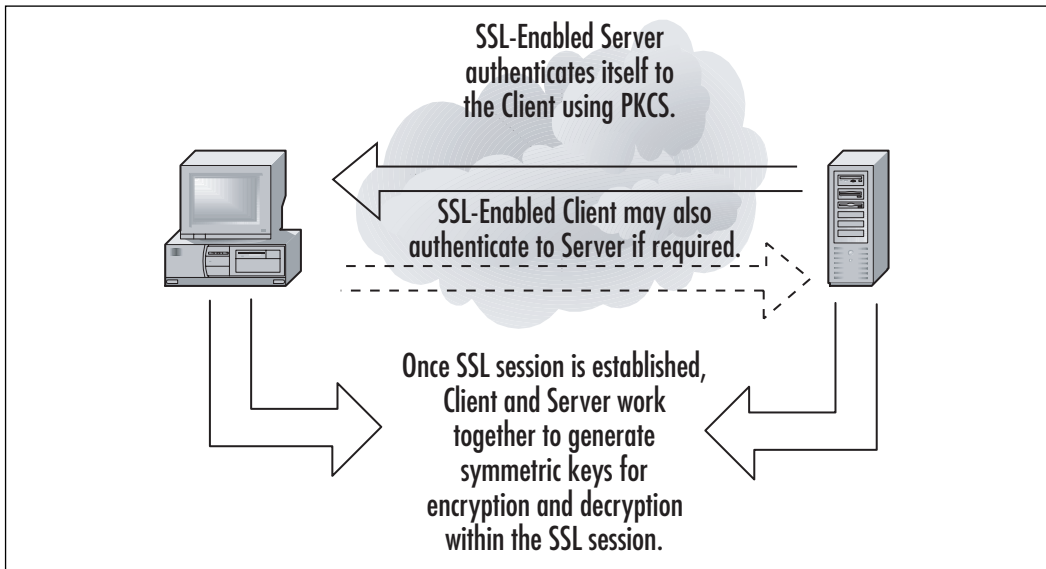 SSL-Enabled Server
authenticates itself to
the Client using PKCS.
SSL-Enabled Client may also
authenticate to Server if required.
Once SSL session is established,
Client and Server work
together to generate
symmetric keys for
encryption and decryption
within the SSL session.